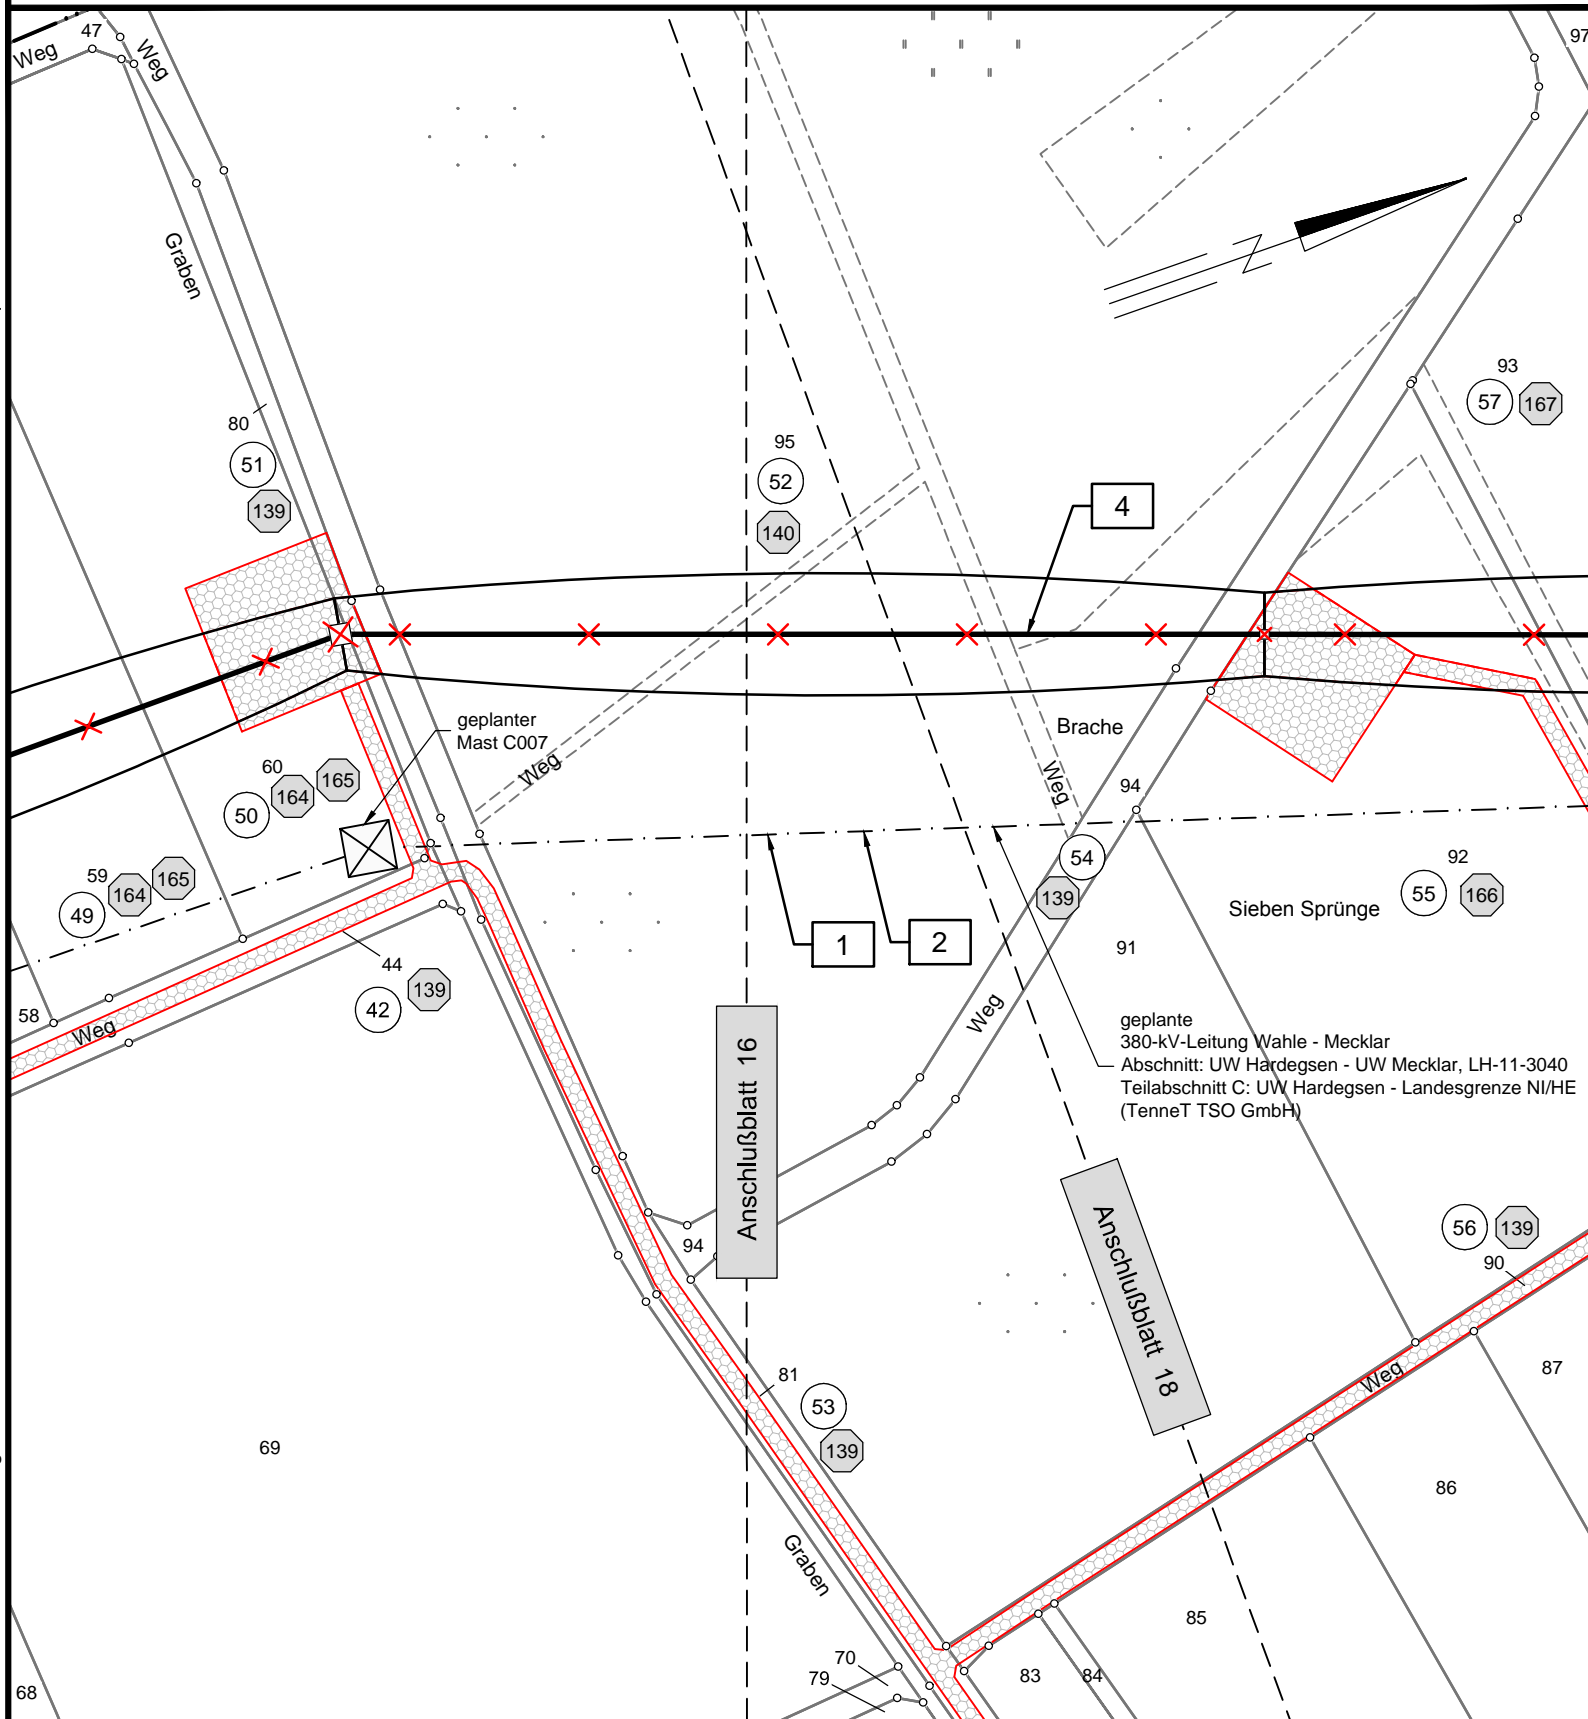 47
Weg
Weg
97
Graben
93
57
167
80
51
139
95
52
140
4
geplanter
Mast C007
Weg
Brache
Weg
60
165
164
50
94
59
165
164
49
54
139
92
Sieben Sprünge
55
166
1
2
91
44
139
42
58
Weg
Weg
geplante
380-kV-Leitung Wahle - Mecklar
Abschnitt: UW Hardegsen - UW Mecklar, LH-11-3040
Teilabschnitt C: UW Hardegsen - Landesgrenze NI/HE
(TenneT TSO GmbH)
Anschlußblatt 16
Anschlußblatt 18
94
56
139
90
81
53
139
Weg
87
69
86
Graben
85
70
79
83
84
68
N